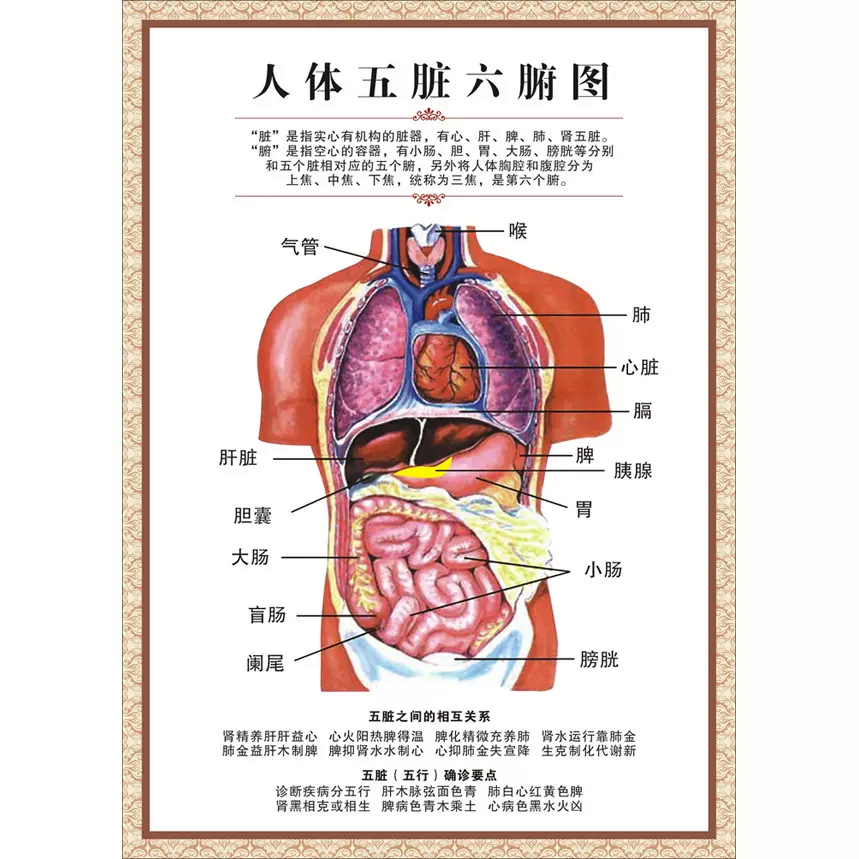 人体五脏六腑图
“脏”是指实心有机构的脏器，有心、肝、脾、肺、肾五脏。
“腑”是指空心的容器，有小肠、胆、胃、大肠、膀胱等分别
和五个脏相对应的五个腑，另外将人体胸腔和腹腔分为
上焦、中焦、下焦，统称为三焦，是第六个腑。
喉
气管
肺
心脏
膈
肝脏
脾
胰腺
胃
胆囊
大肠
小肠
盲肠
阑尾
膀胱
五脏之间的相互关系
肾精养肝肝益心 心火阳热脾得温 脾化精微充养肺 肾水运行靠肺金
肺金益肝木制脾 脾抑肾水水制心 心抑肺金失宣降 生克制化代谢新
五脏（五行）确诊要点
诊断疾病分五行 肝木脉弦面色青 肺白心红黄色脾
肾黑相克或相生 脾病色青木乘土 心病色黑水火凶